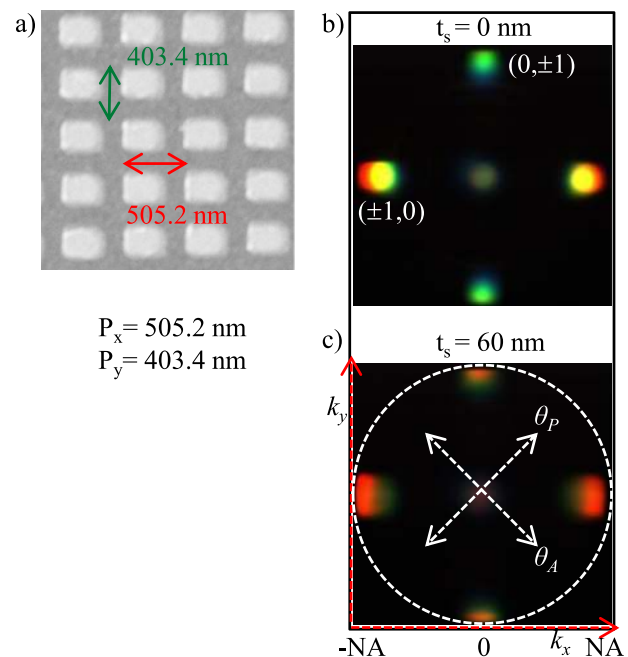 a)
403.4 nm
505.2 nm
Px= 505.2 nm
Py= 403.4 nm
b)
ts = 0 nm
(0,±1)
(±1,0)
c)
ts = 60 nm
ky
θP
θA
kx
-NA 0 NA